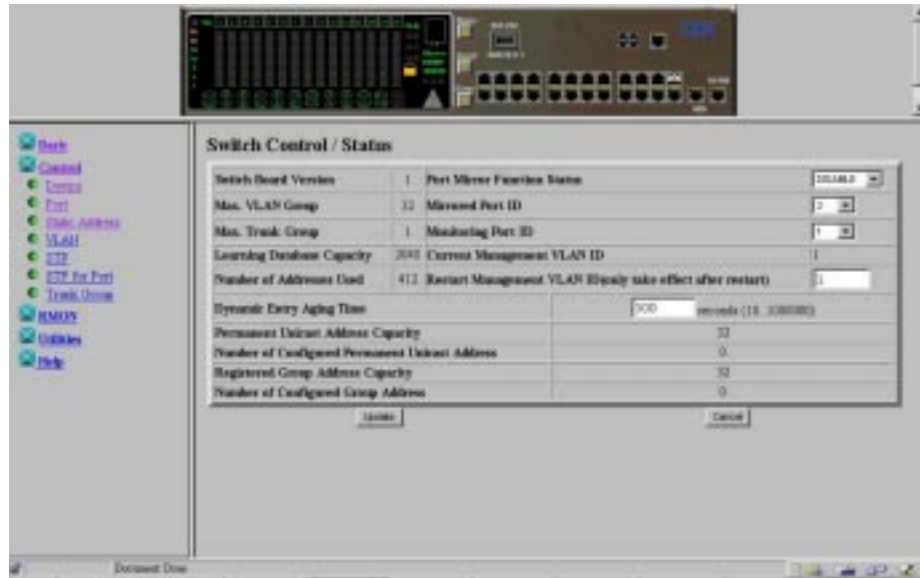 Basic
Control
Device
Port
Static Address
VLAN
STP
STP for Port
Trunk Group
RMON
Utilities
Help
Switch Control / Status
Switch Board Version 1 Port Mirror Function Status DISABLE
Max. VLAN Group 32 Mirrored Port ID 2
Max. Trunk Group 1 Monitoring Port ID 1
Learning Database Capacity Current Management VLAN ID 1
Number of Addresses Used 412 Restart Management VLAN ID(only take effect after restart) 1
Dynamic Entry Aging Time seconds
Permanent Unicast Address Capacity 32
Number of Configured Permanent Unicast Address 0
Registered Group Address Capacity 32
Number of Configured Group Address 0
Update Cancel
Document Done